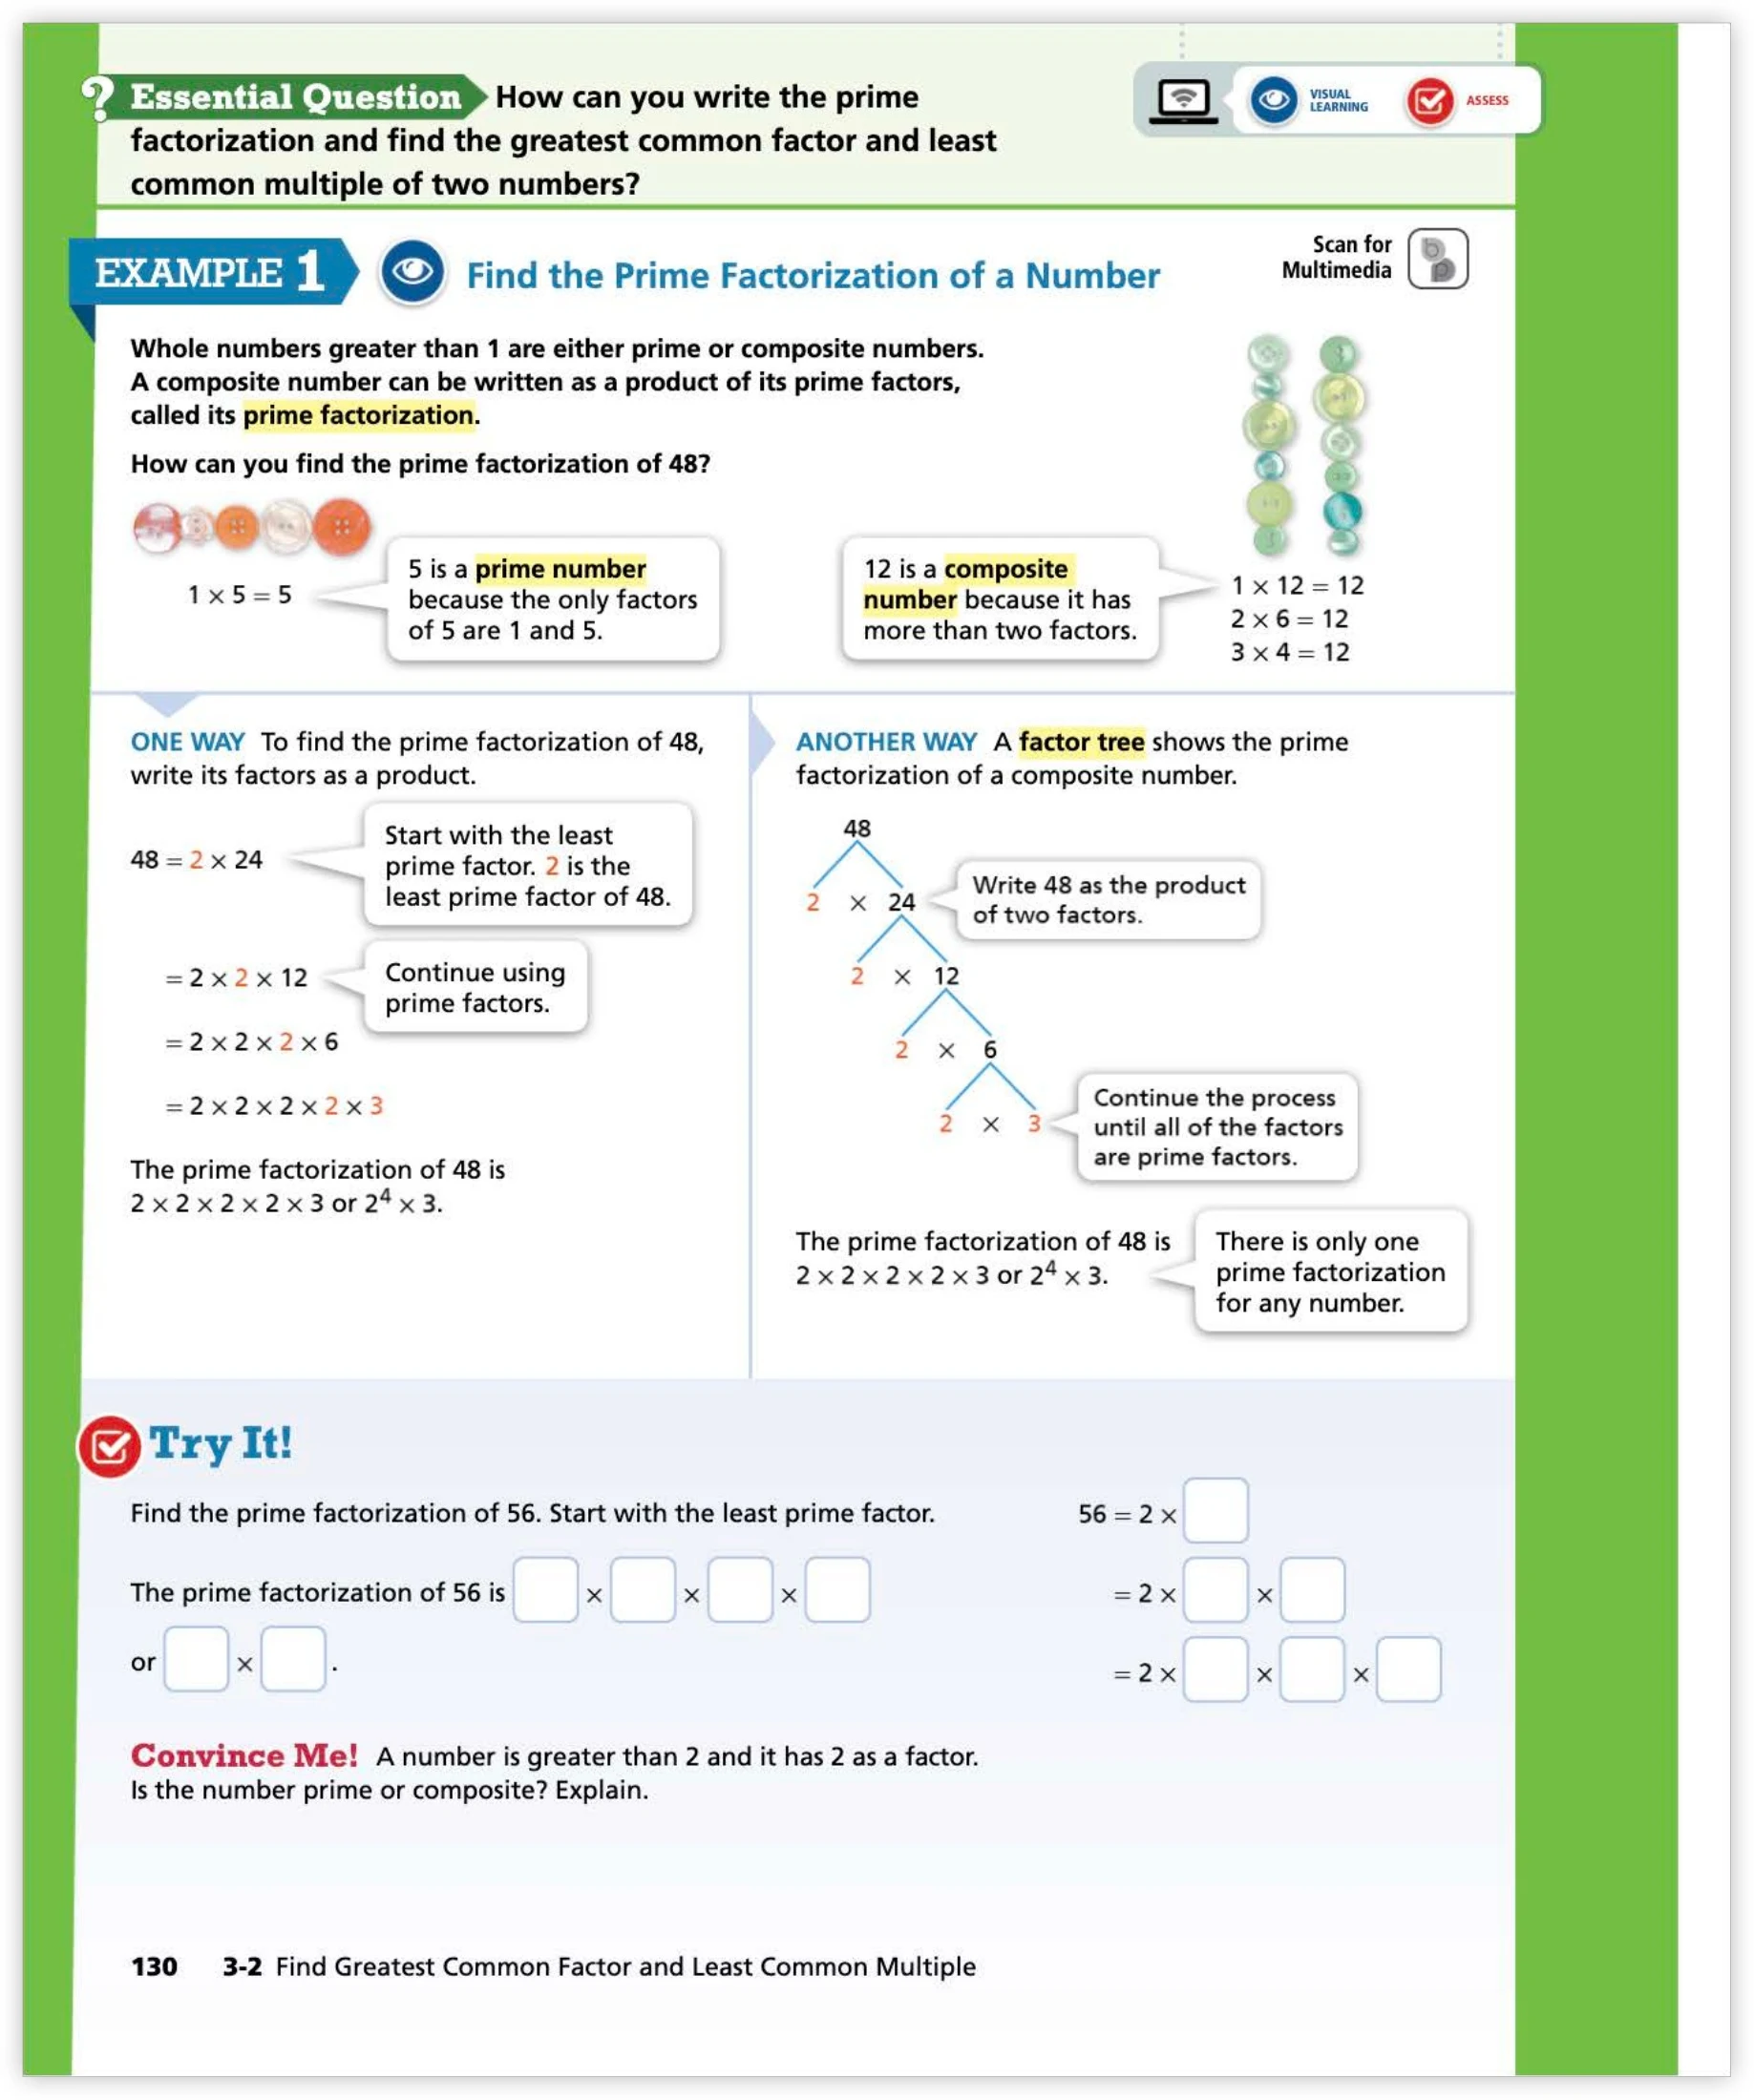 ? Essential Question How can you write the prime
factorization and find the greatest common factor and least
common multiple of two numbers?
VISUAL
LEARNING
ASSESS
EXAMPLE 1 Find the Prime Factorization of a Number
Scan for
Multimedia
Whole numbers greater than 1 are either prime or composite numbers.
A composite number can be written as a product of its prime factors,
called its prime factorization.
How can you find the prime factorization of 48?
1 × 5 = 5
5 is a prime number
because the only factors
of 5 are 1 and 5.
12 is a composite
number because it has
more than two factors.
1 × 12 = 12
2 × 6 = 12
3 × 4 = 12
ONE WAY To find the prime factorization of 48,
write its factors as a product.
48 = 2 × 24
Start with the least
prime factor. 2 is the
least prime factor of 48.
= 2 × 2 × 12
Continue using
prime factors.
= 2 × 2 × 2 × 6
= 2 × 2 × 2 × 2 × 3
The prime factorization of 48 is
2 × 2 × 2 × 2 × 3 or 2⁴ × 3.
ANOTHER WAY A factor tree shows the prime
factorization of a composite number.
48
2 × 24
Write 48 as the product
of two factors.
2 × 12
2 × 6
2 × 3
Continue the process
until all of the factors
are prime factors.
The prime factorization of 48 is
2 × 2 × 2 × 2 × 3 or 2⁴ × 3.
There is only one
prime factorization
for any number.
Try It!
Find the prime factorization of 56. Start with the least prime factor.
The prime factorization of 56 is × × ×
or × .
56 = 2 ×
= 2 × ×
= 2 × × ×
Convince Me! A number is greater than 2 and it has 2 as a factor.
Is the number prime or composite? Explain.
130 3-2 Find Greatest Common Factor and Least Common Multiple